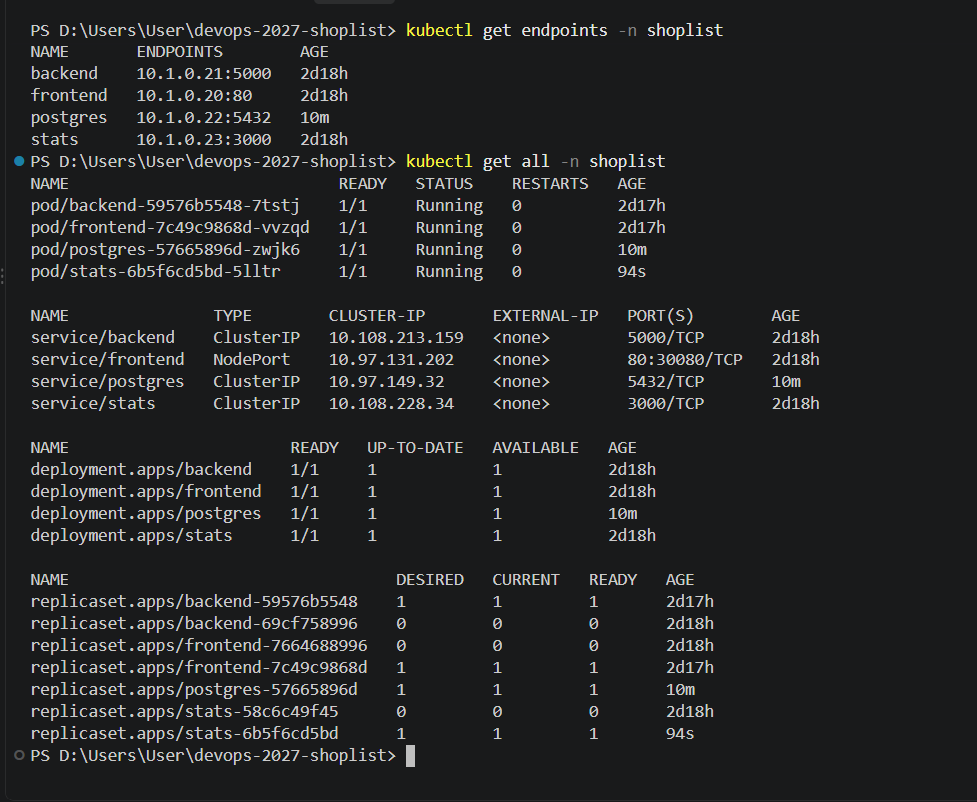 PS D:\Users\User\devops-2027-shoplist> kubectl get endpoints -n shoplist
NAME       ENDPOINTS        AGE
backend    10.1.0.21:5000   2d18h
frontend   10.1.0.20:80     2d18h
postgres   10.1.0.22:5432   10m
stats      10.1.0.23:3000   2d18h
PS D:\Users\User\devops-2027-shoplist> kubectl get all -n shoplist
NAME                            READY   STATUS    RESTARTS   AGE
pod/backend-59576b5548-7tstj    1/1     Running   0          2d17h
pod/frontend-7c49c9868d-vvzqd   1/1     Running   0          2d17h
pod/postgres-57665896d-zwjk6    1/1     Running   0          10m
pod/stats-6b5f6cd5bd-5lltr      1/1     Running   0          94s

NAME               TYPE        CLUSTER-IP       EXTERNAL-IP   PORT(S)        AGE
service/backend    ClusterIP   10.108.213.159   <none>        5000/TCP       2d18h
service/frontend   NodePort    10.97.131.202    <none>        80:30080/TCP   2d18h
service/postgres   ClusterIP   10.97.149.32     <none>        5432/TCP       10m
service/stats      ClusterIP   10.108.228.34    <none>        3000/TCP       2d18h

NAME                       READY   UP-TO-DATE   AVAILABLE   AGE
deployment.apps/backend    1/1     1            1           2d18h
deployment.apps/frontend   1/1     1            1           2d18h
deployment.apps/postgres   1/1     1            1           10m
deployment.apps/stats      1/1     1            1           2d18h

NAME                                  DESIRED   CURRENT   READY   AGE
replicaset.apps/backend-59576b5548    1         1         1       2d17h
replicaset.apps/backend-69cf758996    0         0         0       2d18h
replicaset.apps/frontend-7664688996   0         0         0       2d18h
replicaset.apps/frontend-7c49c9868d   1         1         1       2d17h
replicaset.apps/postgres-57665896d    1         1         1       10m
replicaset.apps/stats-58c6c49f45      0         0         0       2d18h
replicaset.apps/stats-6b5f6cd5bd      1         1         1       94s
PS D:\Users\User\devops-2027-shoplist>